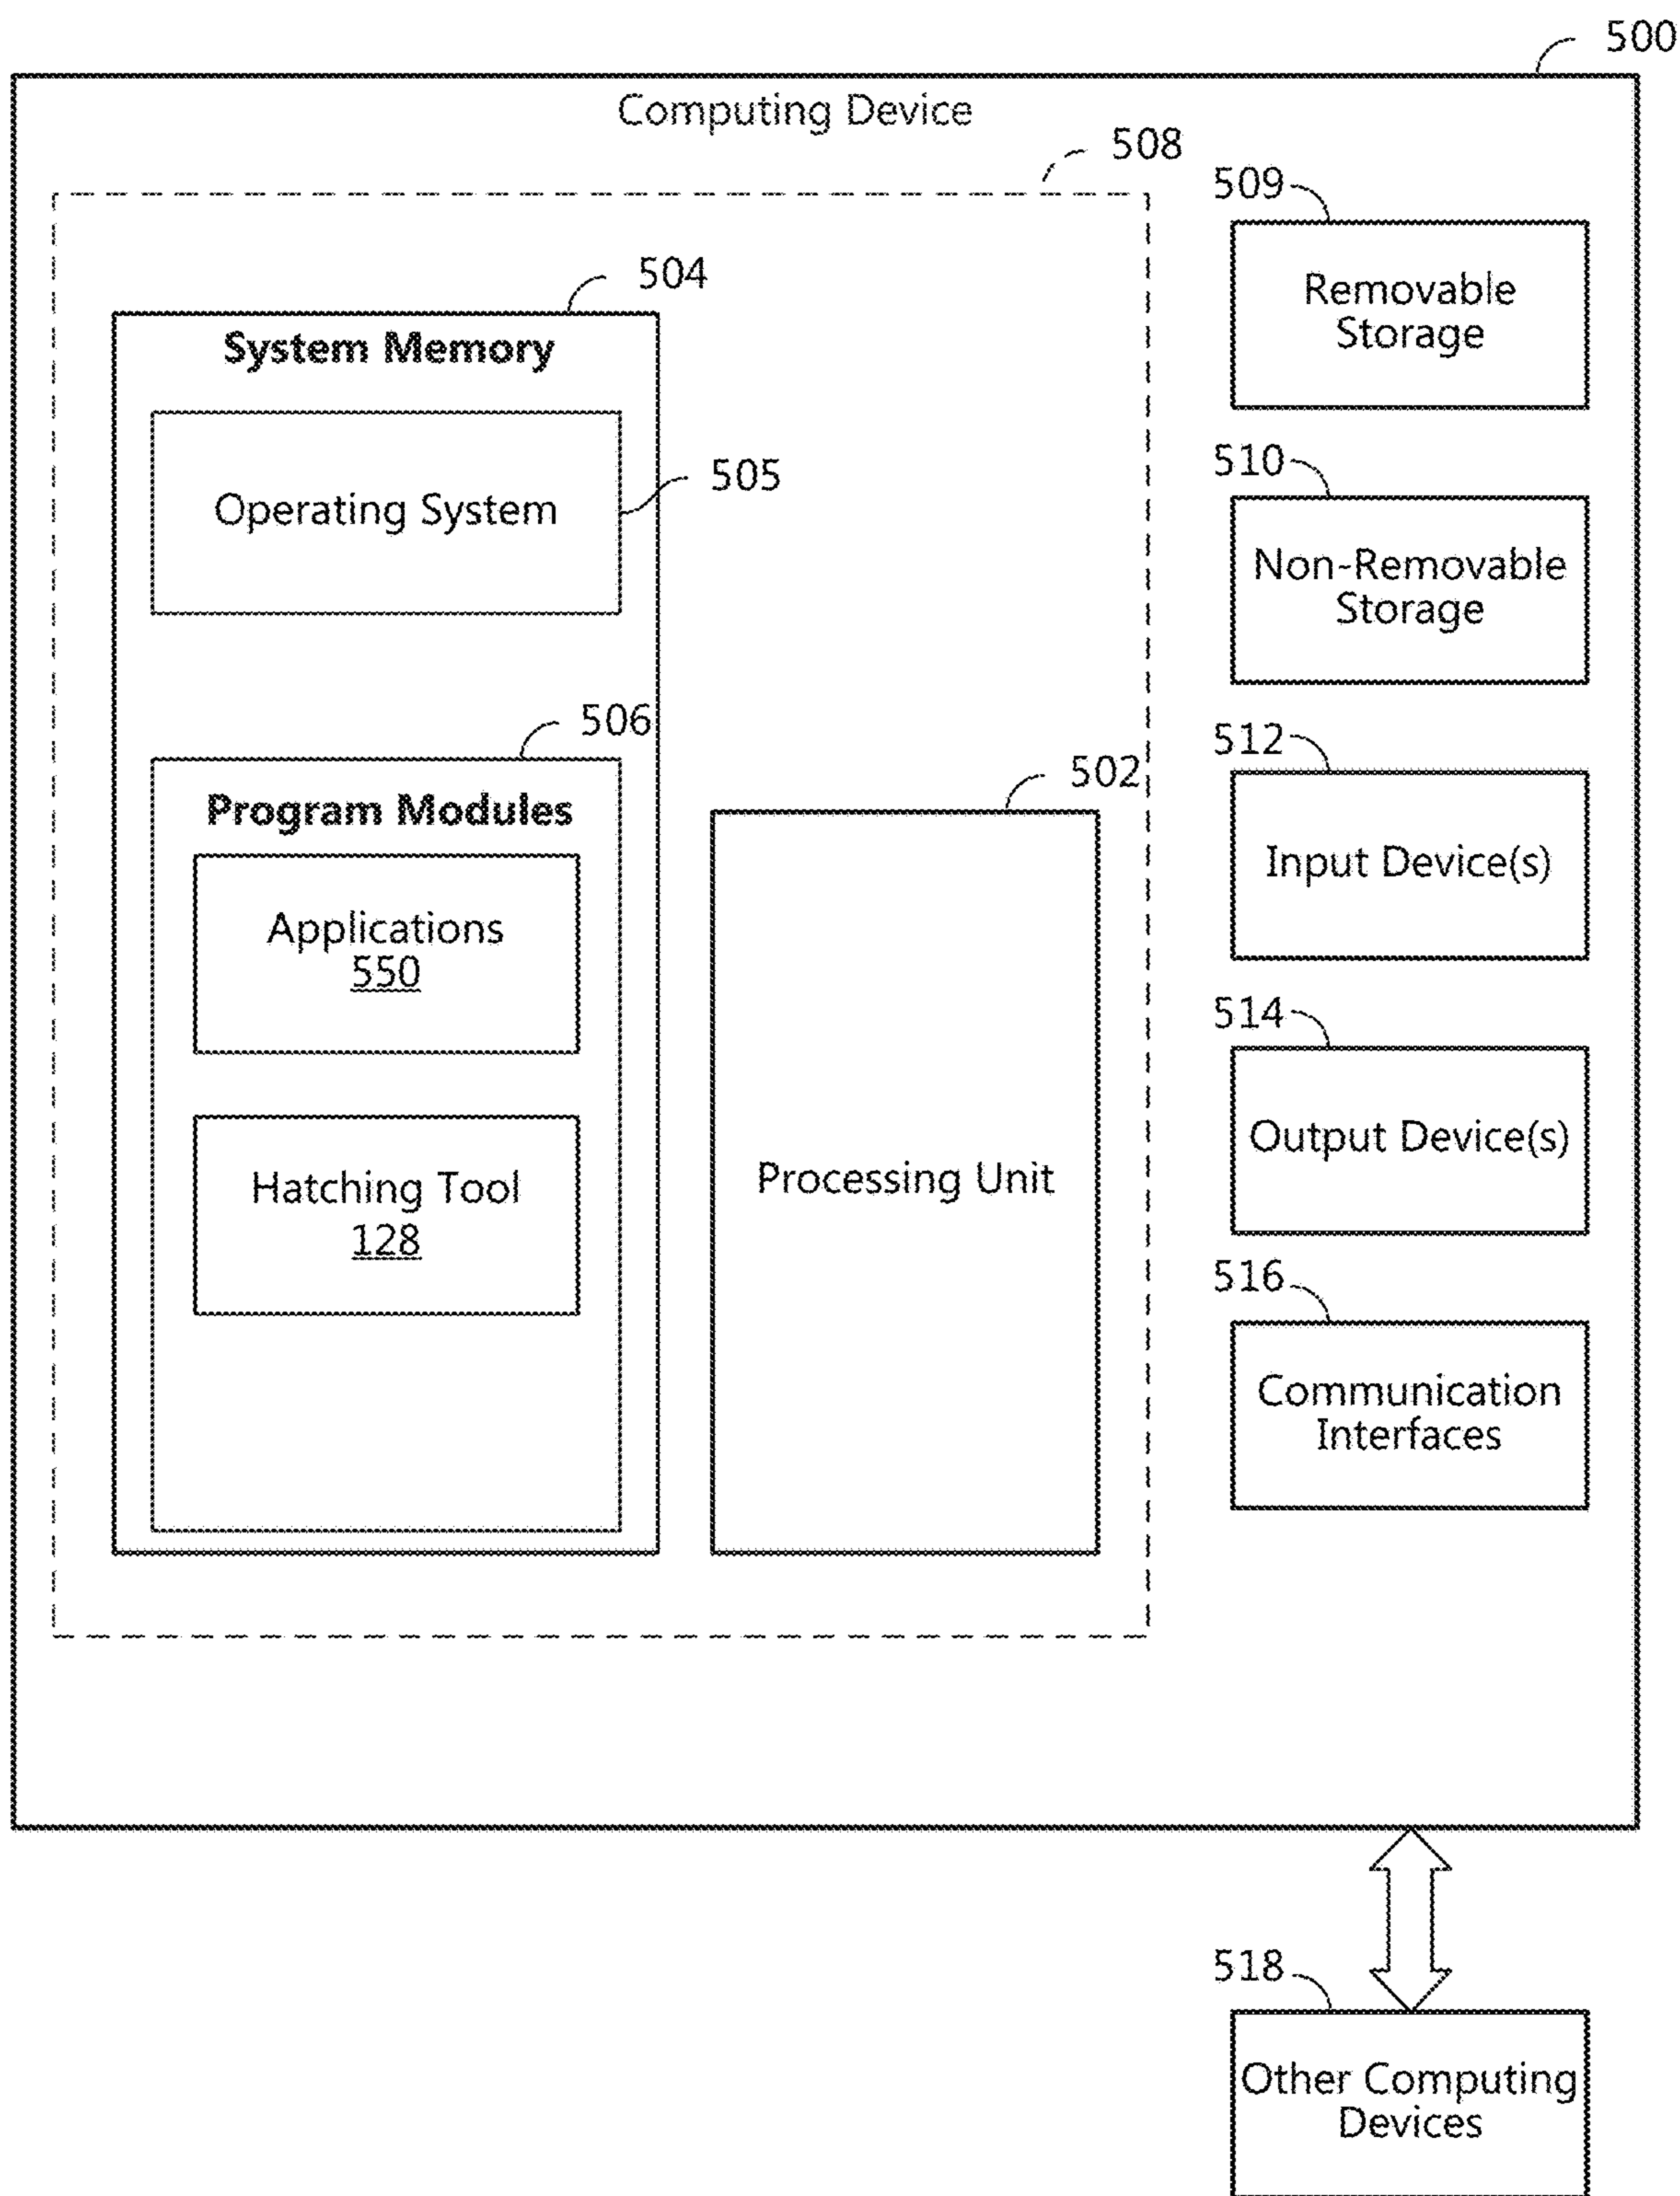 500
Computing Device
508
509
Removable
Storage
504
System Memory
Operating System
505
510
Non-Removable
Storage
506
Program Modules
Applications
550
Hatching Tool
128
502
Processing Unit
512
Input Device(s)
514
Output Device(s)
516
Communication
Interfaces
518
Other Computing
Devices